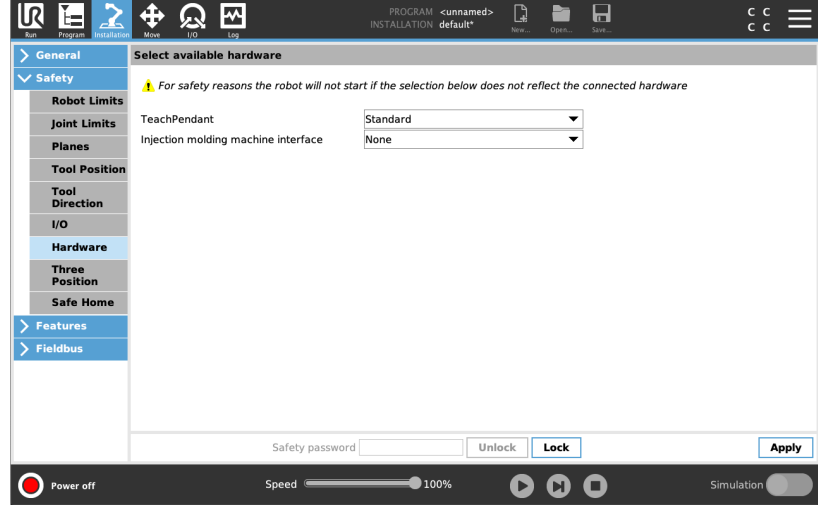 PROGRAM <unnamed>
INSTALLATION default*
Run Program Installation Move I/O Log New... Open... Save...
C C
C C
General
Select available hardware
Safety
For safety reasons the robot will not start if the selection below does not reflect the connected hardware
Robot Limits
Joint Limits
TeachPendant Standard
Injection molding machine interface None
Planes
Tool Position
Tool
Direction
I/O
Hardware
Three
Position
Safe Home
Features
Fieldbus
Safety password Unlock Lock Apply
Power off Speed 100% Simulation